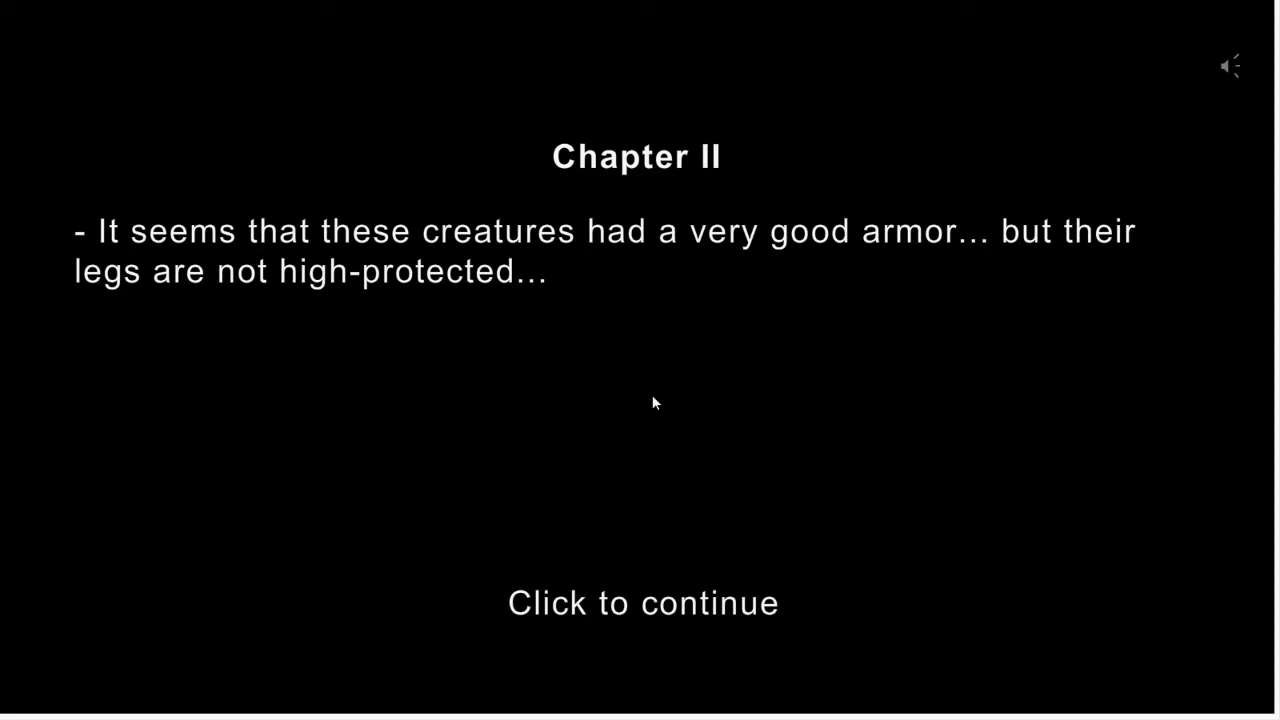 Chapter II
- It seems that these creatures had a very good armor... but their
legs are not high-protected...
Click to continue